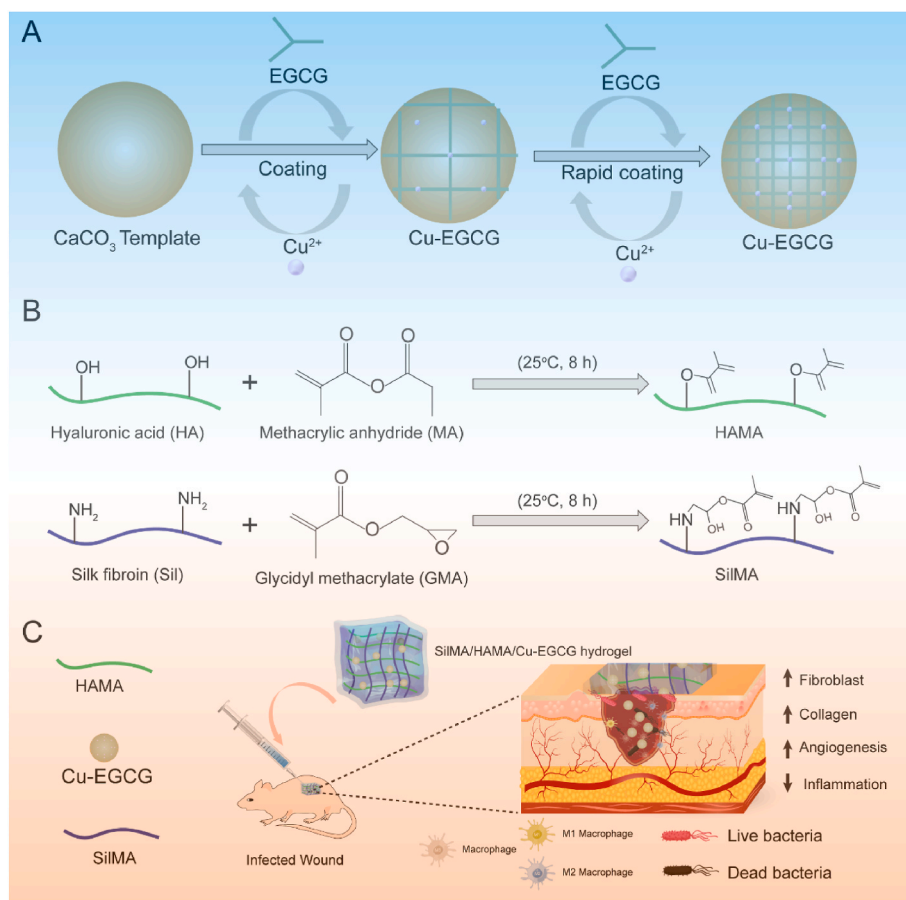 A
EGCG
EGCG
Coating
Rapid coating
CaCO₃ Template
Cu-EGCG
Cu-EGCG
Cu²⁺
Cu²⁺
B
OH
OH
+
O
O
O
(25°C, 8 h)
O
O
Hyaluronic acid (HA)
Methacrylic anhydride (MA)
HAMA
NH₂
NH₂
+
O
O
O
(25°C, 8 h)
HN
O
OH
O
HN
O
OH
O
Silk fibroin (Sil)
Glycidyl methacrylate (GMA)
SilMA
C
HAMA
Cu-EGCG
SilMA
SilMA/HAMA/Cu-EGCG hydrogel
Infected Wound
Fibroblast
Collagen
Angiogenesis
Inflammation
Macrophage
M1 Macrophage
M2 Macrophage
Live bacteria
Dead bacteria